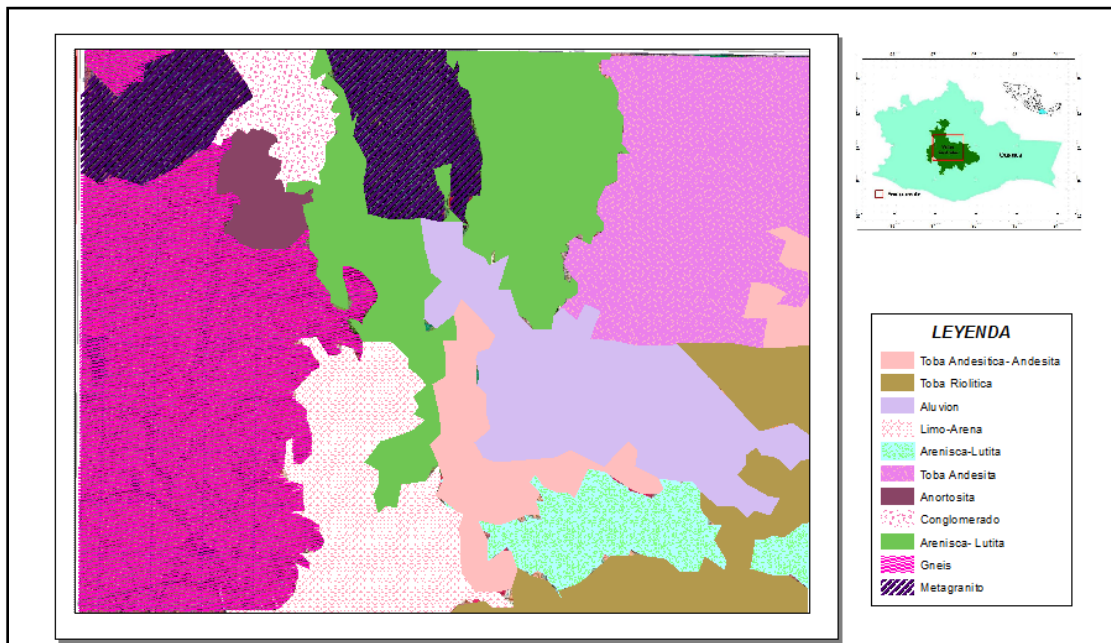 Oaxaca
LEYENDA
Toba Andesitica- Andesita
Toba Riolitica
Aluvion
Limo-Arena
Arenisca-Lutita
Toba Andesita
Anortosita
Conglomerado
Arenisca- Lutita
Gneis
Metagranito